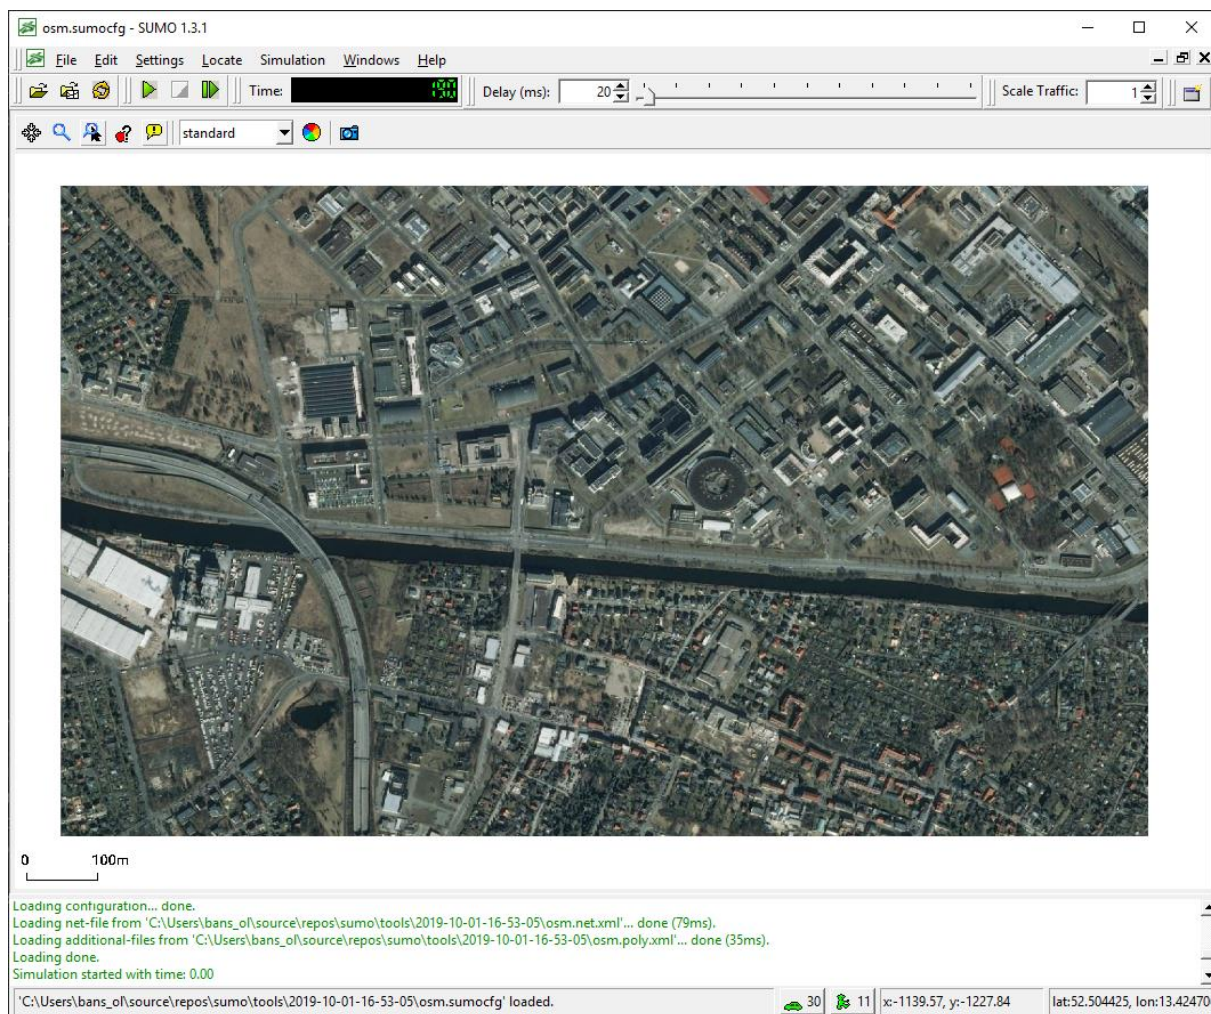 osm.sumocfg - SUMO 1.3.1
File Edit Settings Locate Simulation Windows Help
Time: 190 Delay (ms): 20 Scale Traffic: 1
standard
0 100m
Loading configuration... done.
Loading net-file from 'C:\Users\bans_ol\source\repos\sumo\tools\2019-10-01-16-53-05\osm.net.xml'... done (79ms).
Loading additional-files from 'C:\Users\bans_ol\source\repos\sumo\tools\2019-10-01-16-53-05\osm.poly.xml'... done (35ms).
Loading done.
Simulation started with time: 0.00
'C:\Users\bans_ol\source\repos\sumo\tools\2019-10-01-16-53-05\osm.sumocfg' loaded. 30 11 x:-1139.57, y:-1227.84 lat:52.504425, lon:13.42470